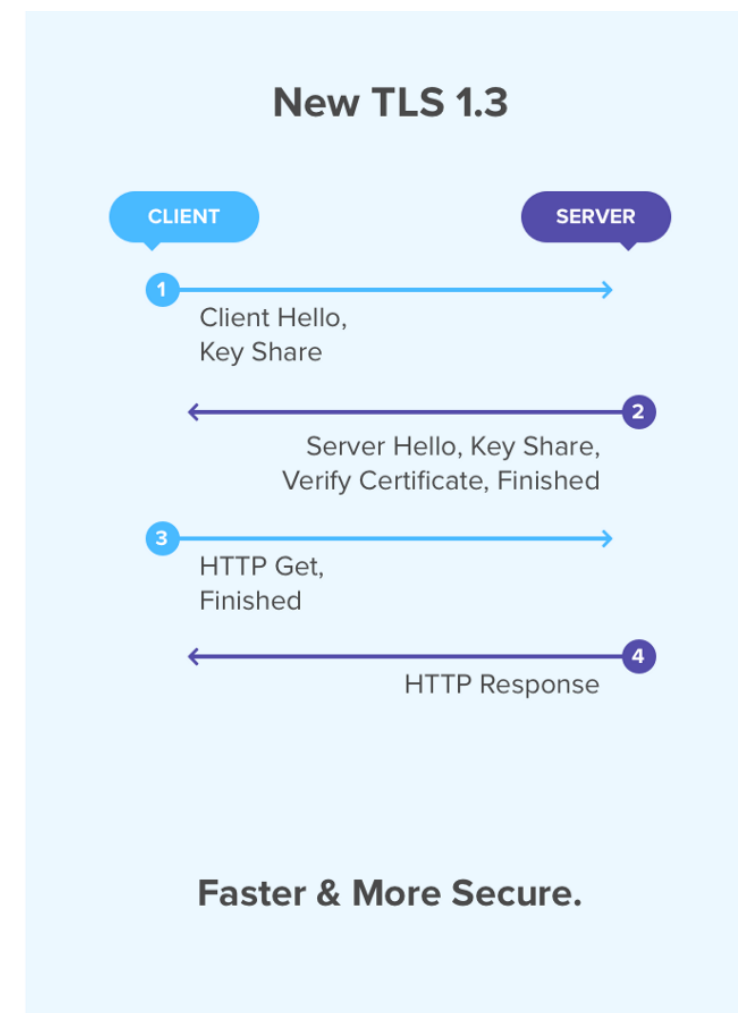 New TLS 1.3
CLIENT
SERVER
1
Client Hello,
Key Share
2
Server Hello, Key Share,
Verify Certificate, Finished
3
HTTP Get,
Finished
4
HTTP Response
Faster & More Secure.